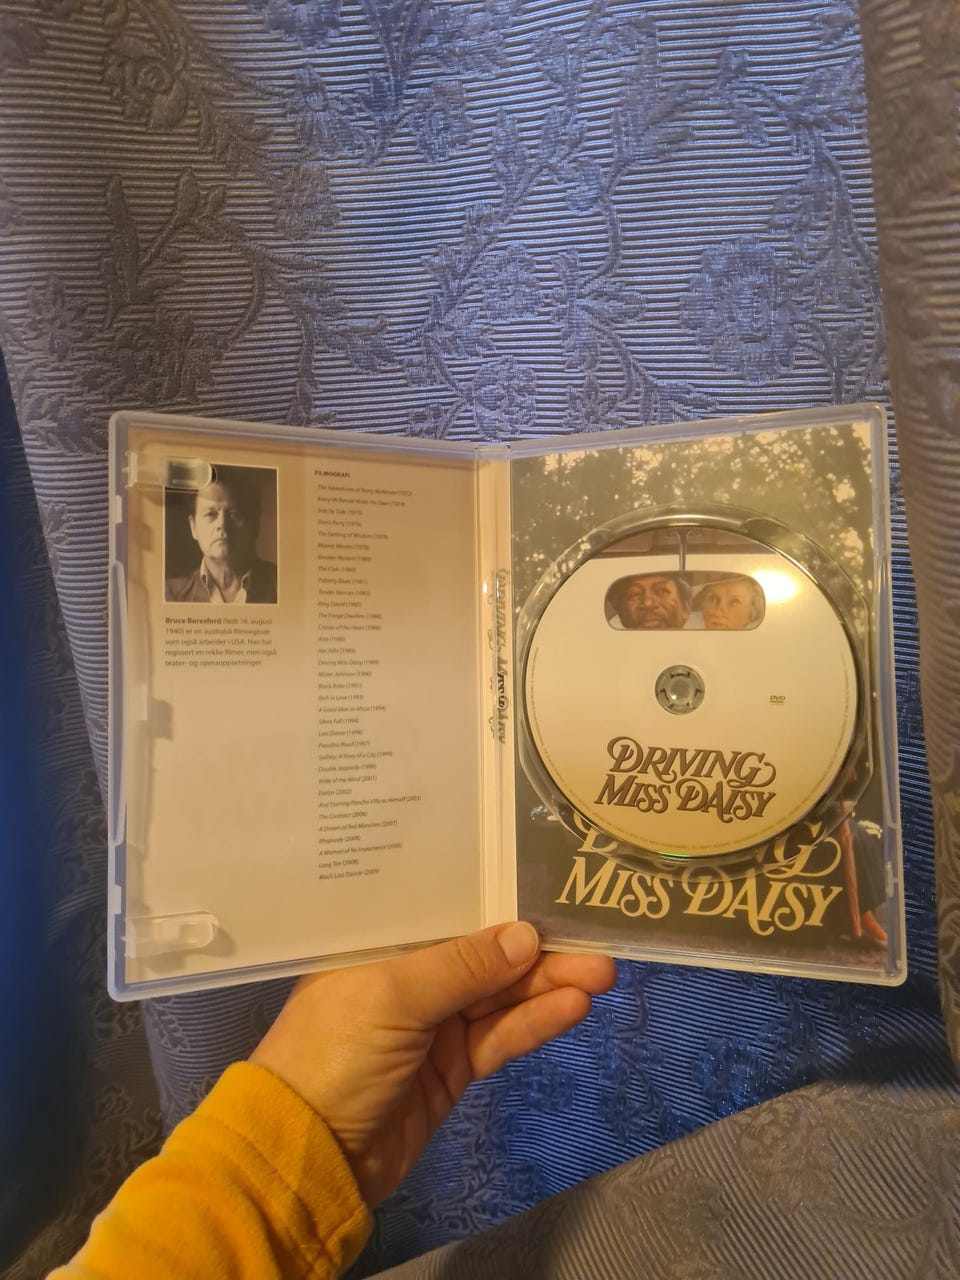 FILMOGRAFI
The Adventures of Barry McKenzie (1972)
Barry McKenzie Holds His Own (1974)
Side by Side (1975)
Don's Party (1976)
The Getting of Wisdom (1978)
Money Movers (1978)
Breaker Morant (1980)
The Club (1980)
Puberty Blues (1981)
Tender Mercies (1983)
King David (1985)
The Fringe Dwellers (1986)
Crimes of the Heart (1986)
Aria (1988)
Her Alibi (1989)
Driving Miss Daisy (1989)
Mister Johnson (1990)
Black Robe (1991)
Rich in Love (1993)
A Good Man in Africa (1994)
Silent Fall (1994)
Last Dance (1996)
Paradise Road (1997)
Sydney: A Story of a City (1999)
Double Jeopardy (1999)
Bride of the Wind (2001)
Evelyn (2002)
And Starring Pancho Villa as Himself (2003)
The Contract (2006)
A Dream of Red Mansions (2007)
Rhapsody (2008)
A Woman of No Importance (2008)
Long Tan (2008)
Mao's Last Dancer (2009)
Bruce Beresford (født 16. august
1940) er en australsk filmregissør
som også arbeider i USA. Han har
regissert en rekke filmer, men også
teater- og operaoppsetninger.
DRIVING MISS DAISY
DVD
DRIVING
MISS DAISY
MISS DAISY